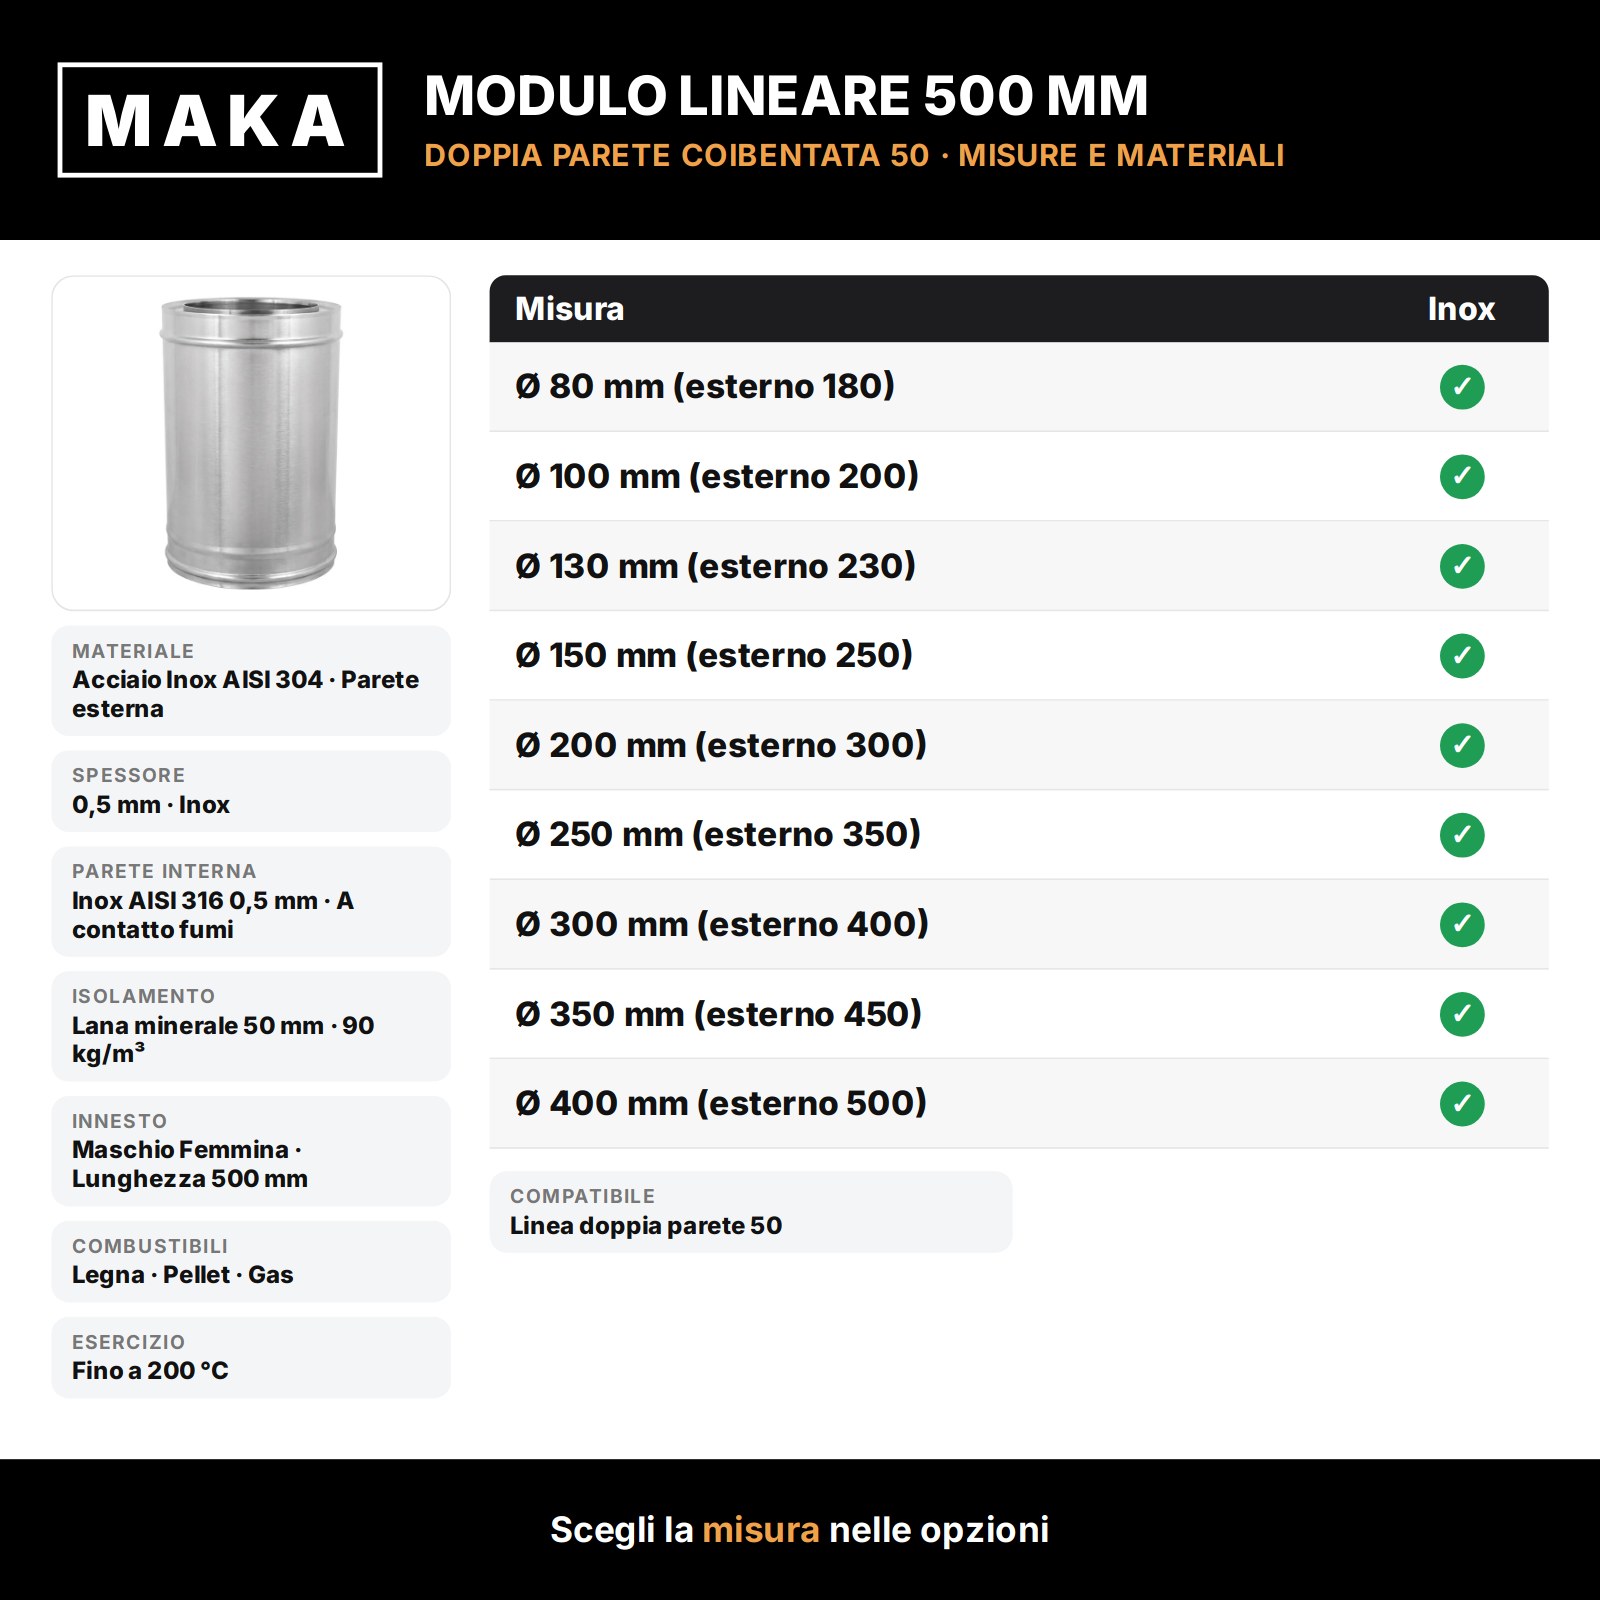 MAKA
MODULO LINEARE 500 MM
DOPPIA PARETE COIBENTATA 50 · MISURE E MATERIALI
MATERIALE
Acciaio Inox AISI 304 · Parete
esterna
SPESSORE
0,5 mm · Inox
PARETE INTERNA
Inox AISI 316 0,5 mm · A
contatto fumi
ISOLAMENTO
Lana minerale 50 mm · 90
kg/m³
INNESTO
Maschio Femmina ·
Lunghezza 500 mm
COMBUSTIBILI
Legna · Pellet · Gas
ESERCIZIO
Fino a 200 °C
Misura Inox
Ø 80 mm (esterno 180) ✓
Ø 100 mm (esterno 200) ✓
Ø 130 mm (esterno 230) ✓
Ø 150 mm (esterno 250) ✓
Ø 200 mm (esterno 300) ✓
Ø 250 mm (esterno 350) ✓
Ø 300 mm (esterno 400) ✓
Ø 350 mm (esterno 450) ✓
Ø 400 mm (esterno 500) ✓
COMPATIBILE
Linea doppia parete 50
Scegli la misura nelle opzioni